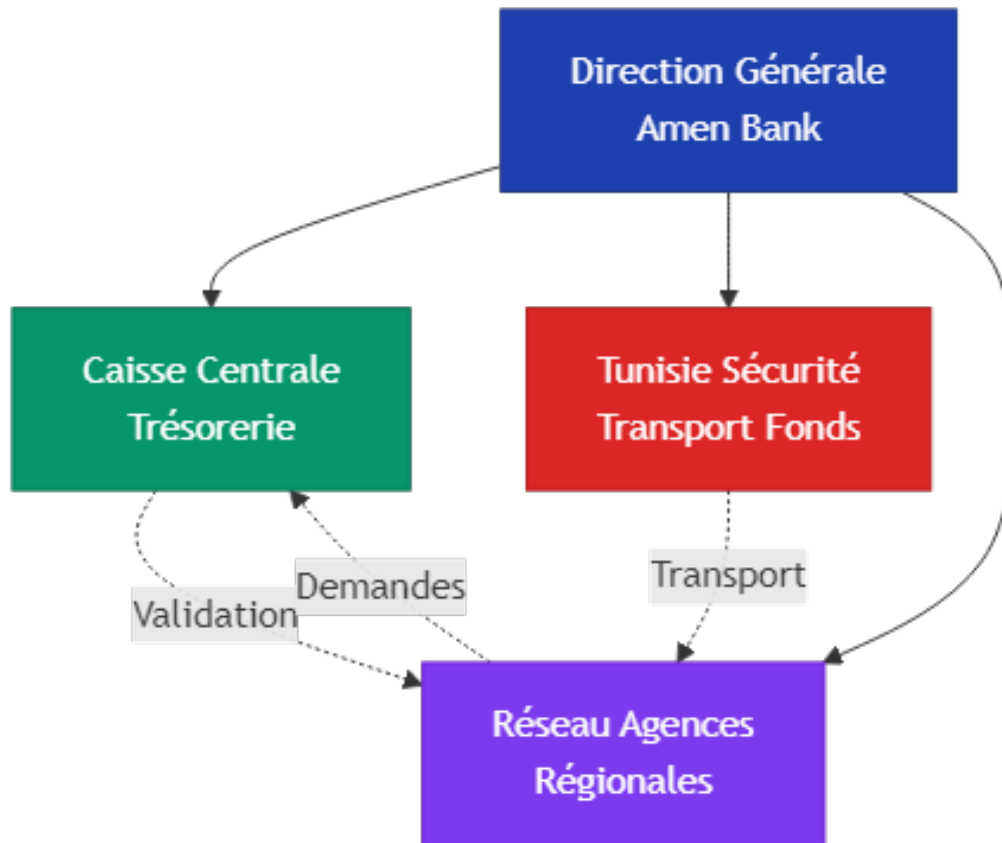 Direction Générale
Amen Bank
Caisse Centrale
Trésorerie
Tunisie Sécurité
Transport Fonds
Validation
Demandes
Transport
Réseau Agences
Régionales